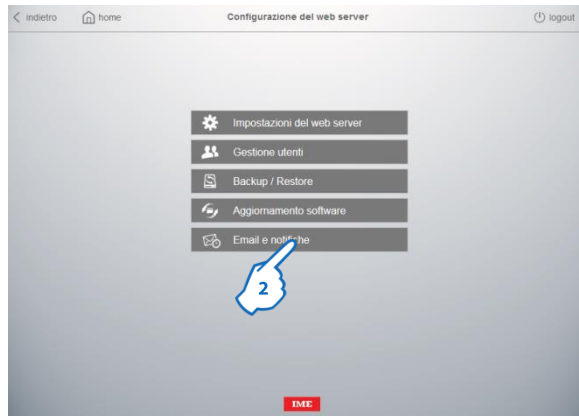 indietro home Configurazione del web server logout
Impostazioni del web server
Gestione utenti
Backup / Restore
Aggiornamento software
Email e notifiche
2
IME